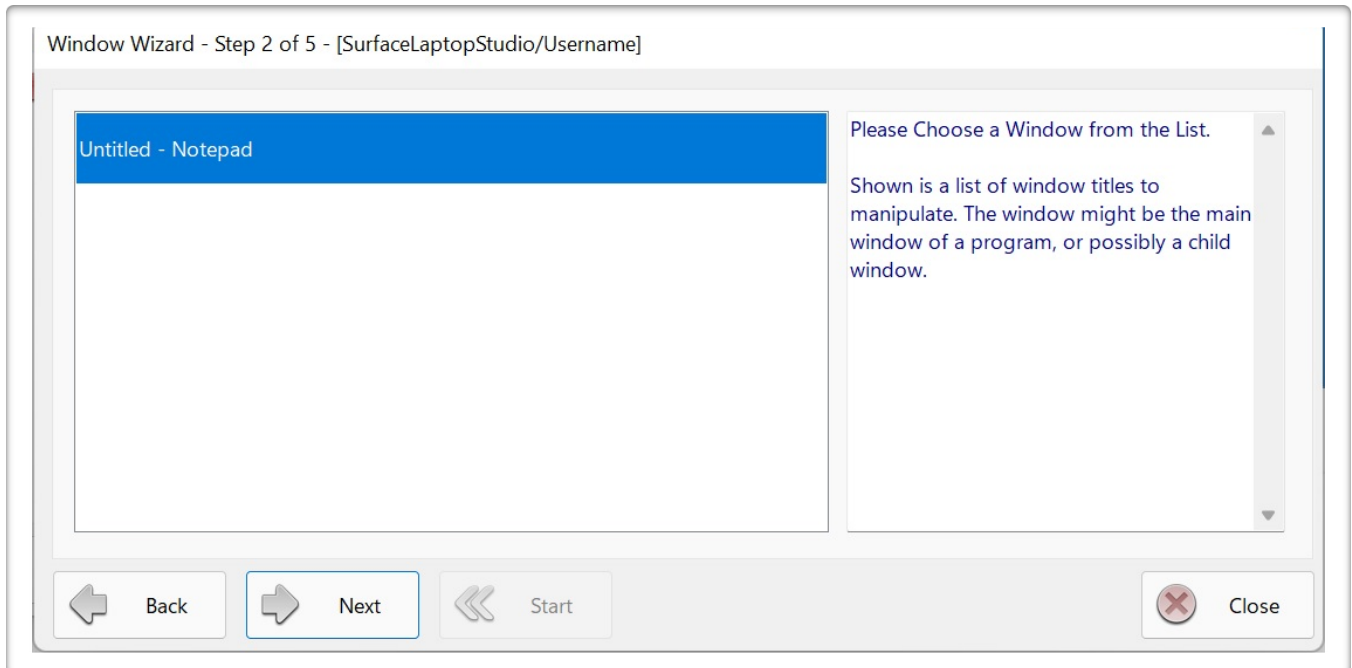 Window Wizard - Step 2 of 5 - [SurfaceLaptopStudio/Username]
Untitled - Notepad
Please Choose a Window from the List.
Shown is a list of window titles to
manipulate. The window might be the main
window of a program, or possibly a child
window.
Back
Next
Start
Close